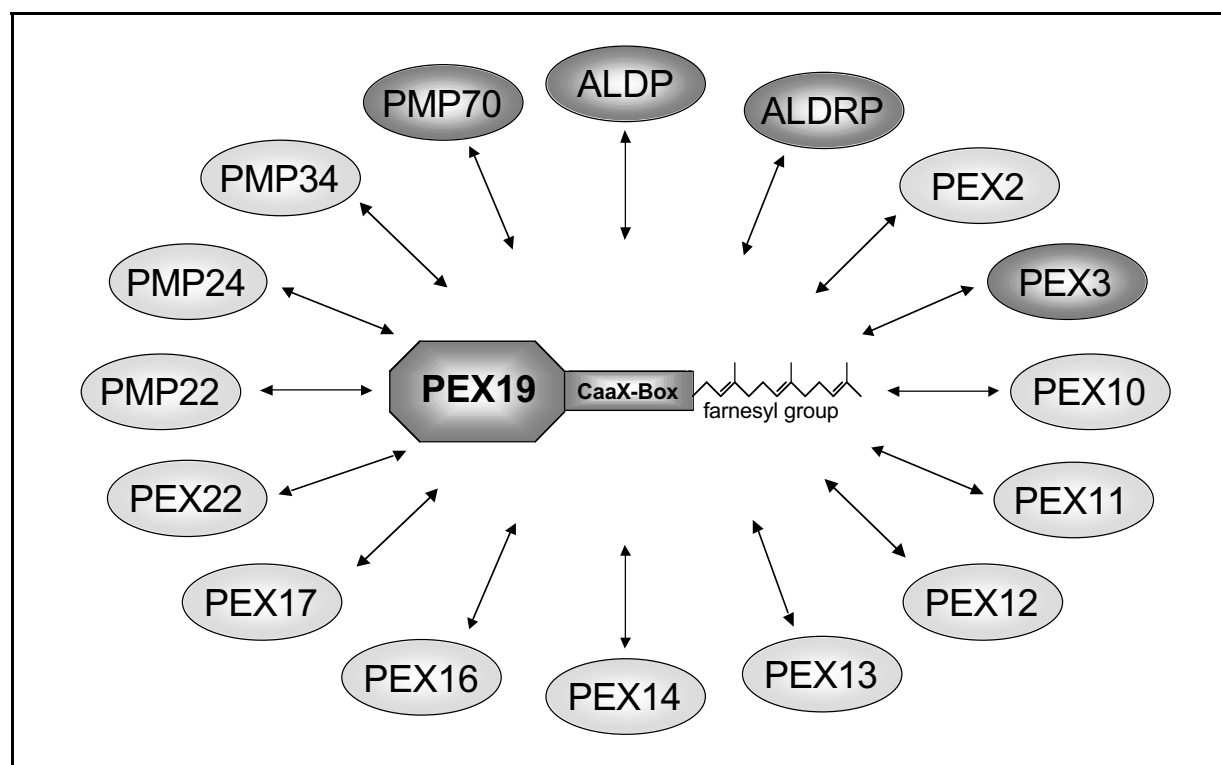 ALDP
PMP70
ALDRP
PMP34
PEX2
PMP24
PEX3
PMP22
PEX19
CaaX-Box
farnesyl group
PEX10
PEX22
PEX11
PEX17
PEX12
PEX16
PEX14
PEX13